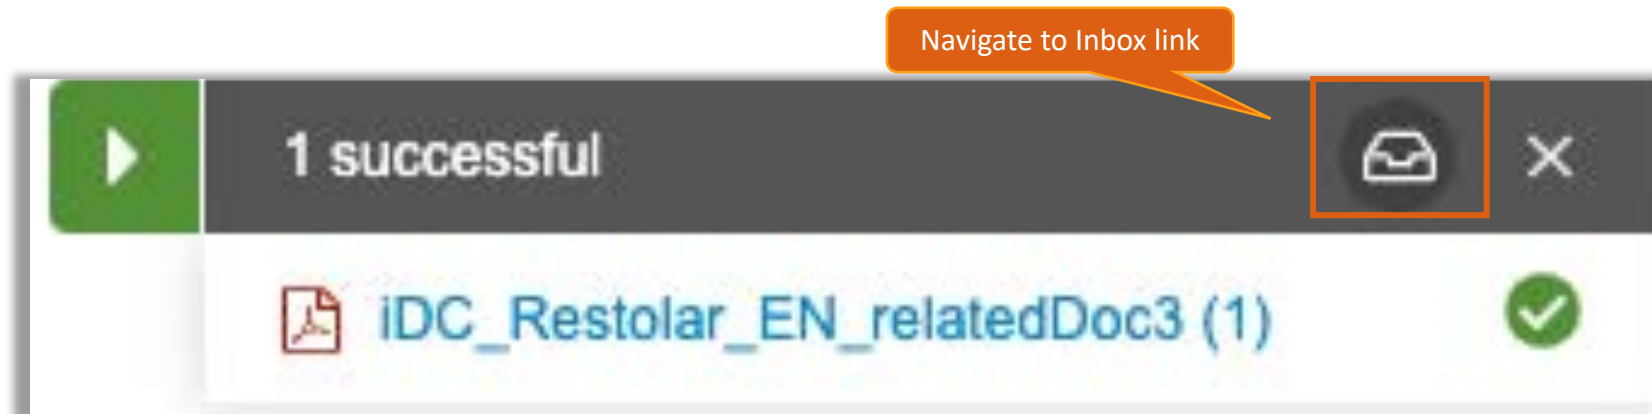 Navigate to Inbox link
1 successful
iDC_Restolar_EN_relatedDoc3 (1)